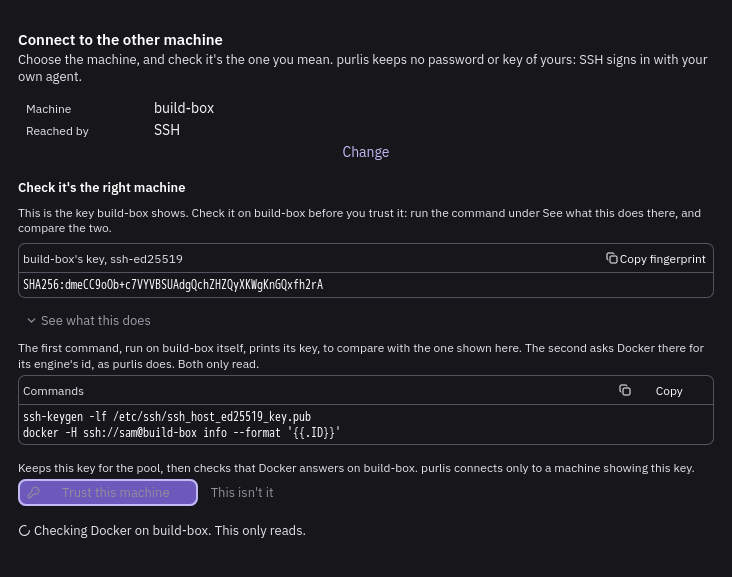 Connect to the other machine
Choose the machine, and check it's the one you mean. purlis keeps no password or key of yours: SSH signs in with your
own agent.
Machine build-box
Reached by SSH
Change
Check it's the right machine
This is the key build-box shows. Check it on build-box before you trust it: run the command under See what this does there, and
compare the two.
build-box's key, ssh-ed25519 Copy fingerprint
SHA256:dmeCC9oOb+c7VYVBSUAdgQchZHZQyXKWgKnGQxfh2rA
See what this does
The first command, run on build-box itself, prints its key, to compare with the one shown here. The second asks Docker there for
its engine's id, as purlis does. Both only read.
Commands Copy
ssh-keygen -lf /etc/ssh/ssh_host_ed25519_key.pub
docker -H ssh://sam@build-box info --format '{{.ID}}'
Keeps this key for the pool, then checks that Docker answers on build-box. purlis connects only to a machine showing this key.
Trust this machine This isn't it
Checking Docker on build-box. This only reads.